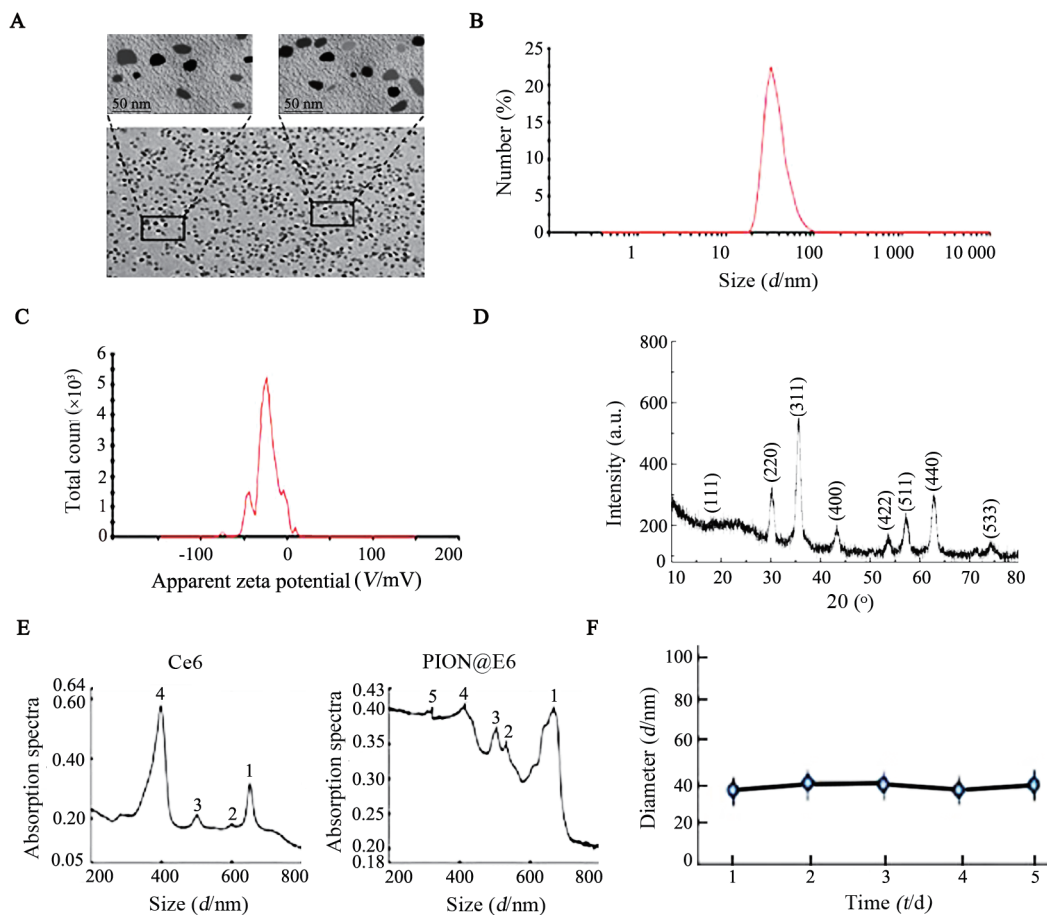 A
50 nm
50 nm
B
Number (%)
25
20
15
10
5
0
1 10 100 1 000 10 000
Size (d/nm)
C
Total count (×10³)
6
5
4
3
2
1
0
-100 0 100 200
Apparent zeta potential (V/mV)
D
Intensity (a.u.)
800
600
400
200
0
(111)
(220)
(311)
(400)
(422)
(511)
(440)
(533)
10 20 30 40 50 60 70 80
20 (°)
E
Ce6
Absorption spectra
0.64
0.60
0.40
0.20
0.05
4
3
2
1
200 400 600 800
Size (d/nm)
PION@E6
Absorption spectra
0.43
0.40
0.35
0.30
0.25
0.20
0.18
5
4
3
2
1
200 400 600 800
Size (d/nm)
F
Diameter (d/nm)
100
80
60
40
20
0
1 2 3 4 5
Time (t/d)